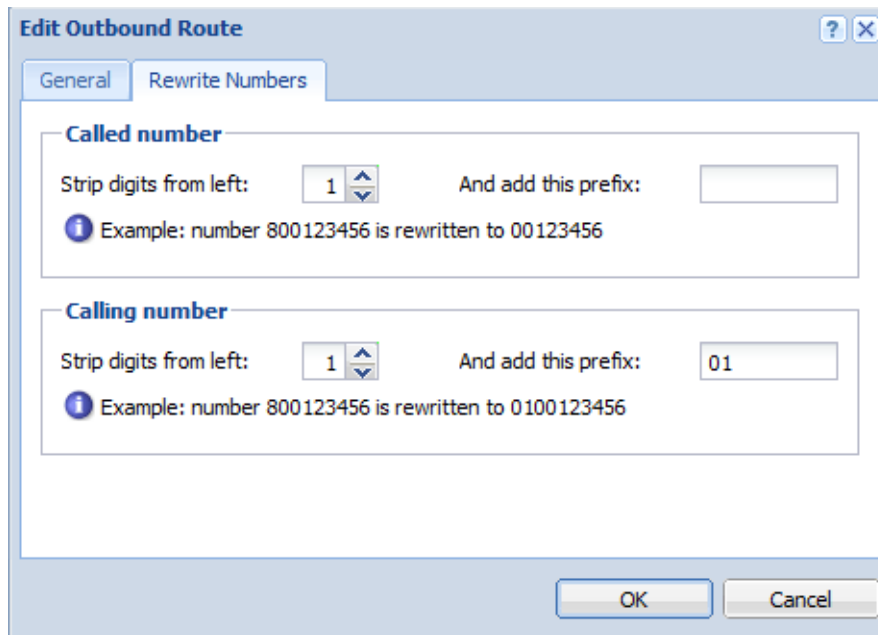 Edit Outbound Route
General Rewrite Numbers
Called number
Strip digits from left: 1 And add this prefix:
Example: number 800123456 is rewritten to 00123456
Calling number
Strip digits from left: 1 And add this prefix: 01
Example: number 800123456 is rewritten to 0100123456
OK Cancel